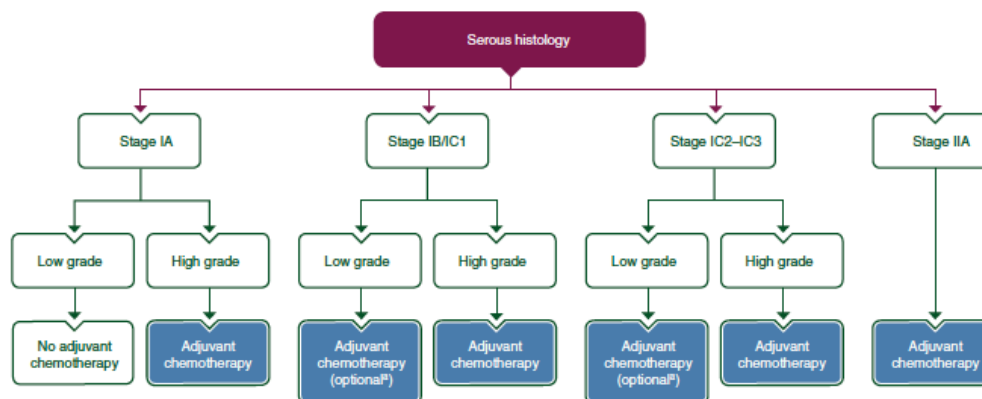 Serous histology
Stage IA
Stage IB/IC1
Stage IC2–IC3
Stage IIA
Low grade
High grade
Low grade
High grade
Low grade
High grade
No adjuvant
chemotherapy
Adjuvant
chemotherapy
Adjuvant
chemotherapy
(optionalᵃ)
Adjuvant
chemotherapy
Adjuvant
chemotherapy
(optionalᵃ)
Adjuvant
chemotherapy
Adjuvant
chemotherapy